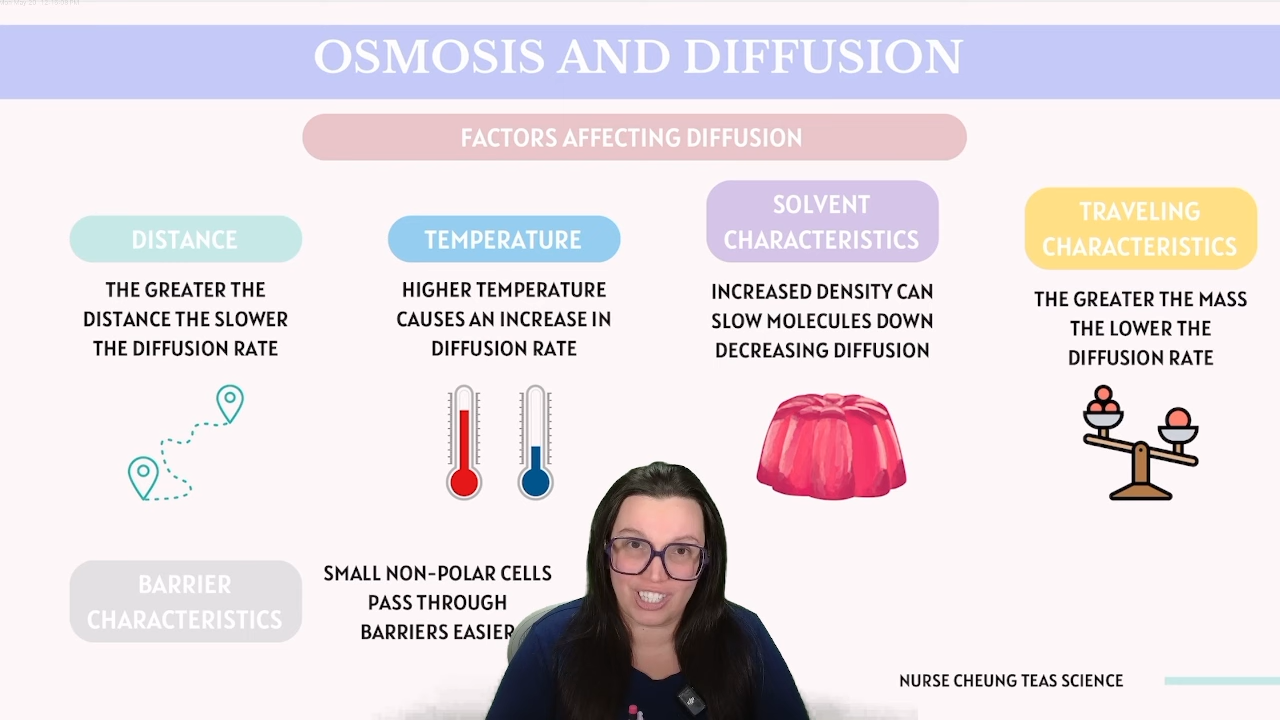 OSMOSIS AND DIFFUSION
FACTORS AFFECTING DIFFUSION
DISTANCE
THE GREATER THE
DISTANCE THE SLOWER
THE DIFFUSION RATE
TEMPERATURE
HIGHER TEMPERATURE
CAUSES AN INCREASE IN
DIFFUSION RATE
SOLVENT
CHARACTERISTICS
INCREASED DENSITY CAN
SLOW MOLECULES DOWN
DECREASING DIFFUSION
TRAVELING
CHARACTERISTICS
THE GREATER THE MASS
THE LOWER THE
DIFFUSION RATE
BARRIER
CHARACTERISTICS
SMALL NON-POLAR CELLS
PASS THROUGH
BARRIERS EASIER
NURSE CHEUNG TEAS SCIENCE